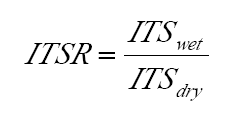 ITSR = ITS_wet / ITS_dry